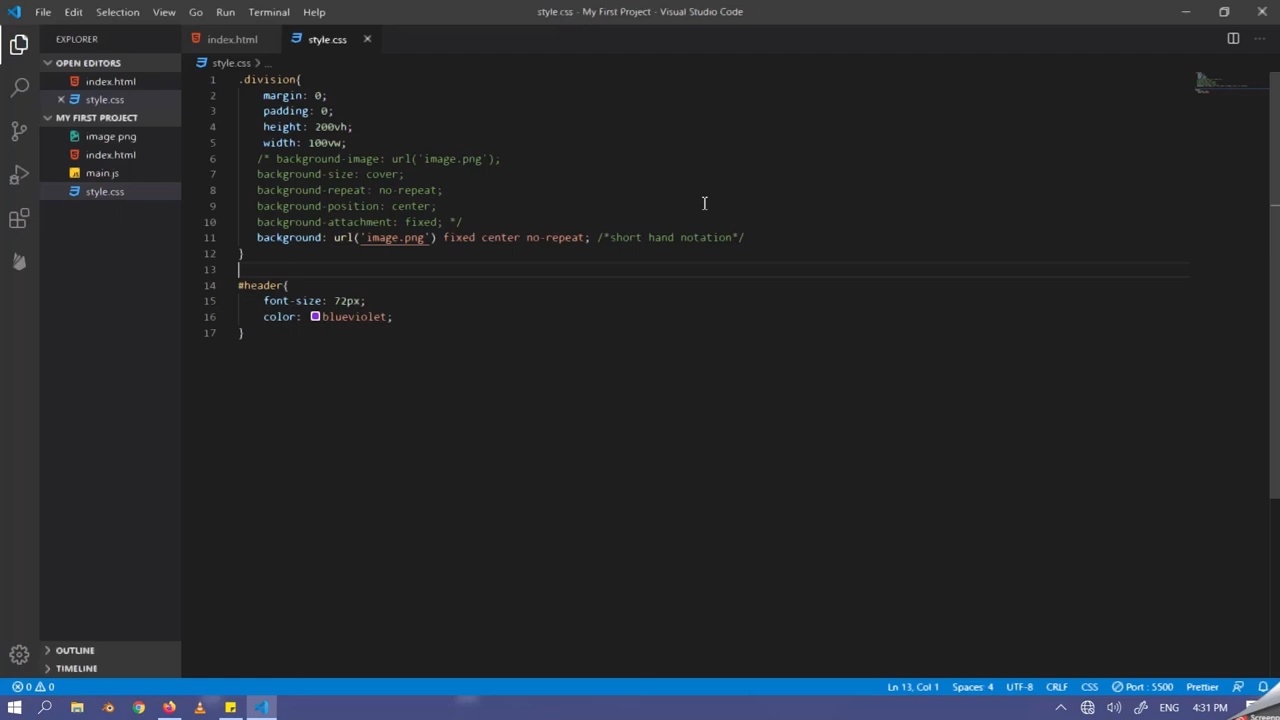 File Edit Selection View Go Run Terminal Help
style.css - My First Project - Visual Studio Code
EXPLORER
index.html
style.css
OPEN EDITORS
index.html
style.css
MY FIRST PROJECT
image.png
index.html
main.js
style.css
OUTLINE
TIMELINE
style.css > ...
1 .division{
2 margin: 0;
3 padding: 0;
4 height: 200vh;
5 width: 100vw;
6 /* background-image: url('image.png');
7 background-size: cover;
8 background-repeat: no-repeat;
9 background-position: center;
10 background-attachment: fixed; */
11 background: url('image.png') fixed center no-repeat; /*short hand notation*/
12 }
13
14 #header{
15 font-size: 72px;
16 color: blueviolet;
17 }
0 0
Ln 13, Col 1 Spaces: 4 UTF-8 CRLF CSS Port : 5500 Prettier
ENG 4:31 PM